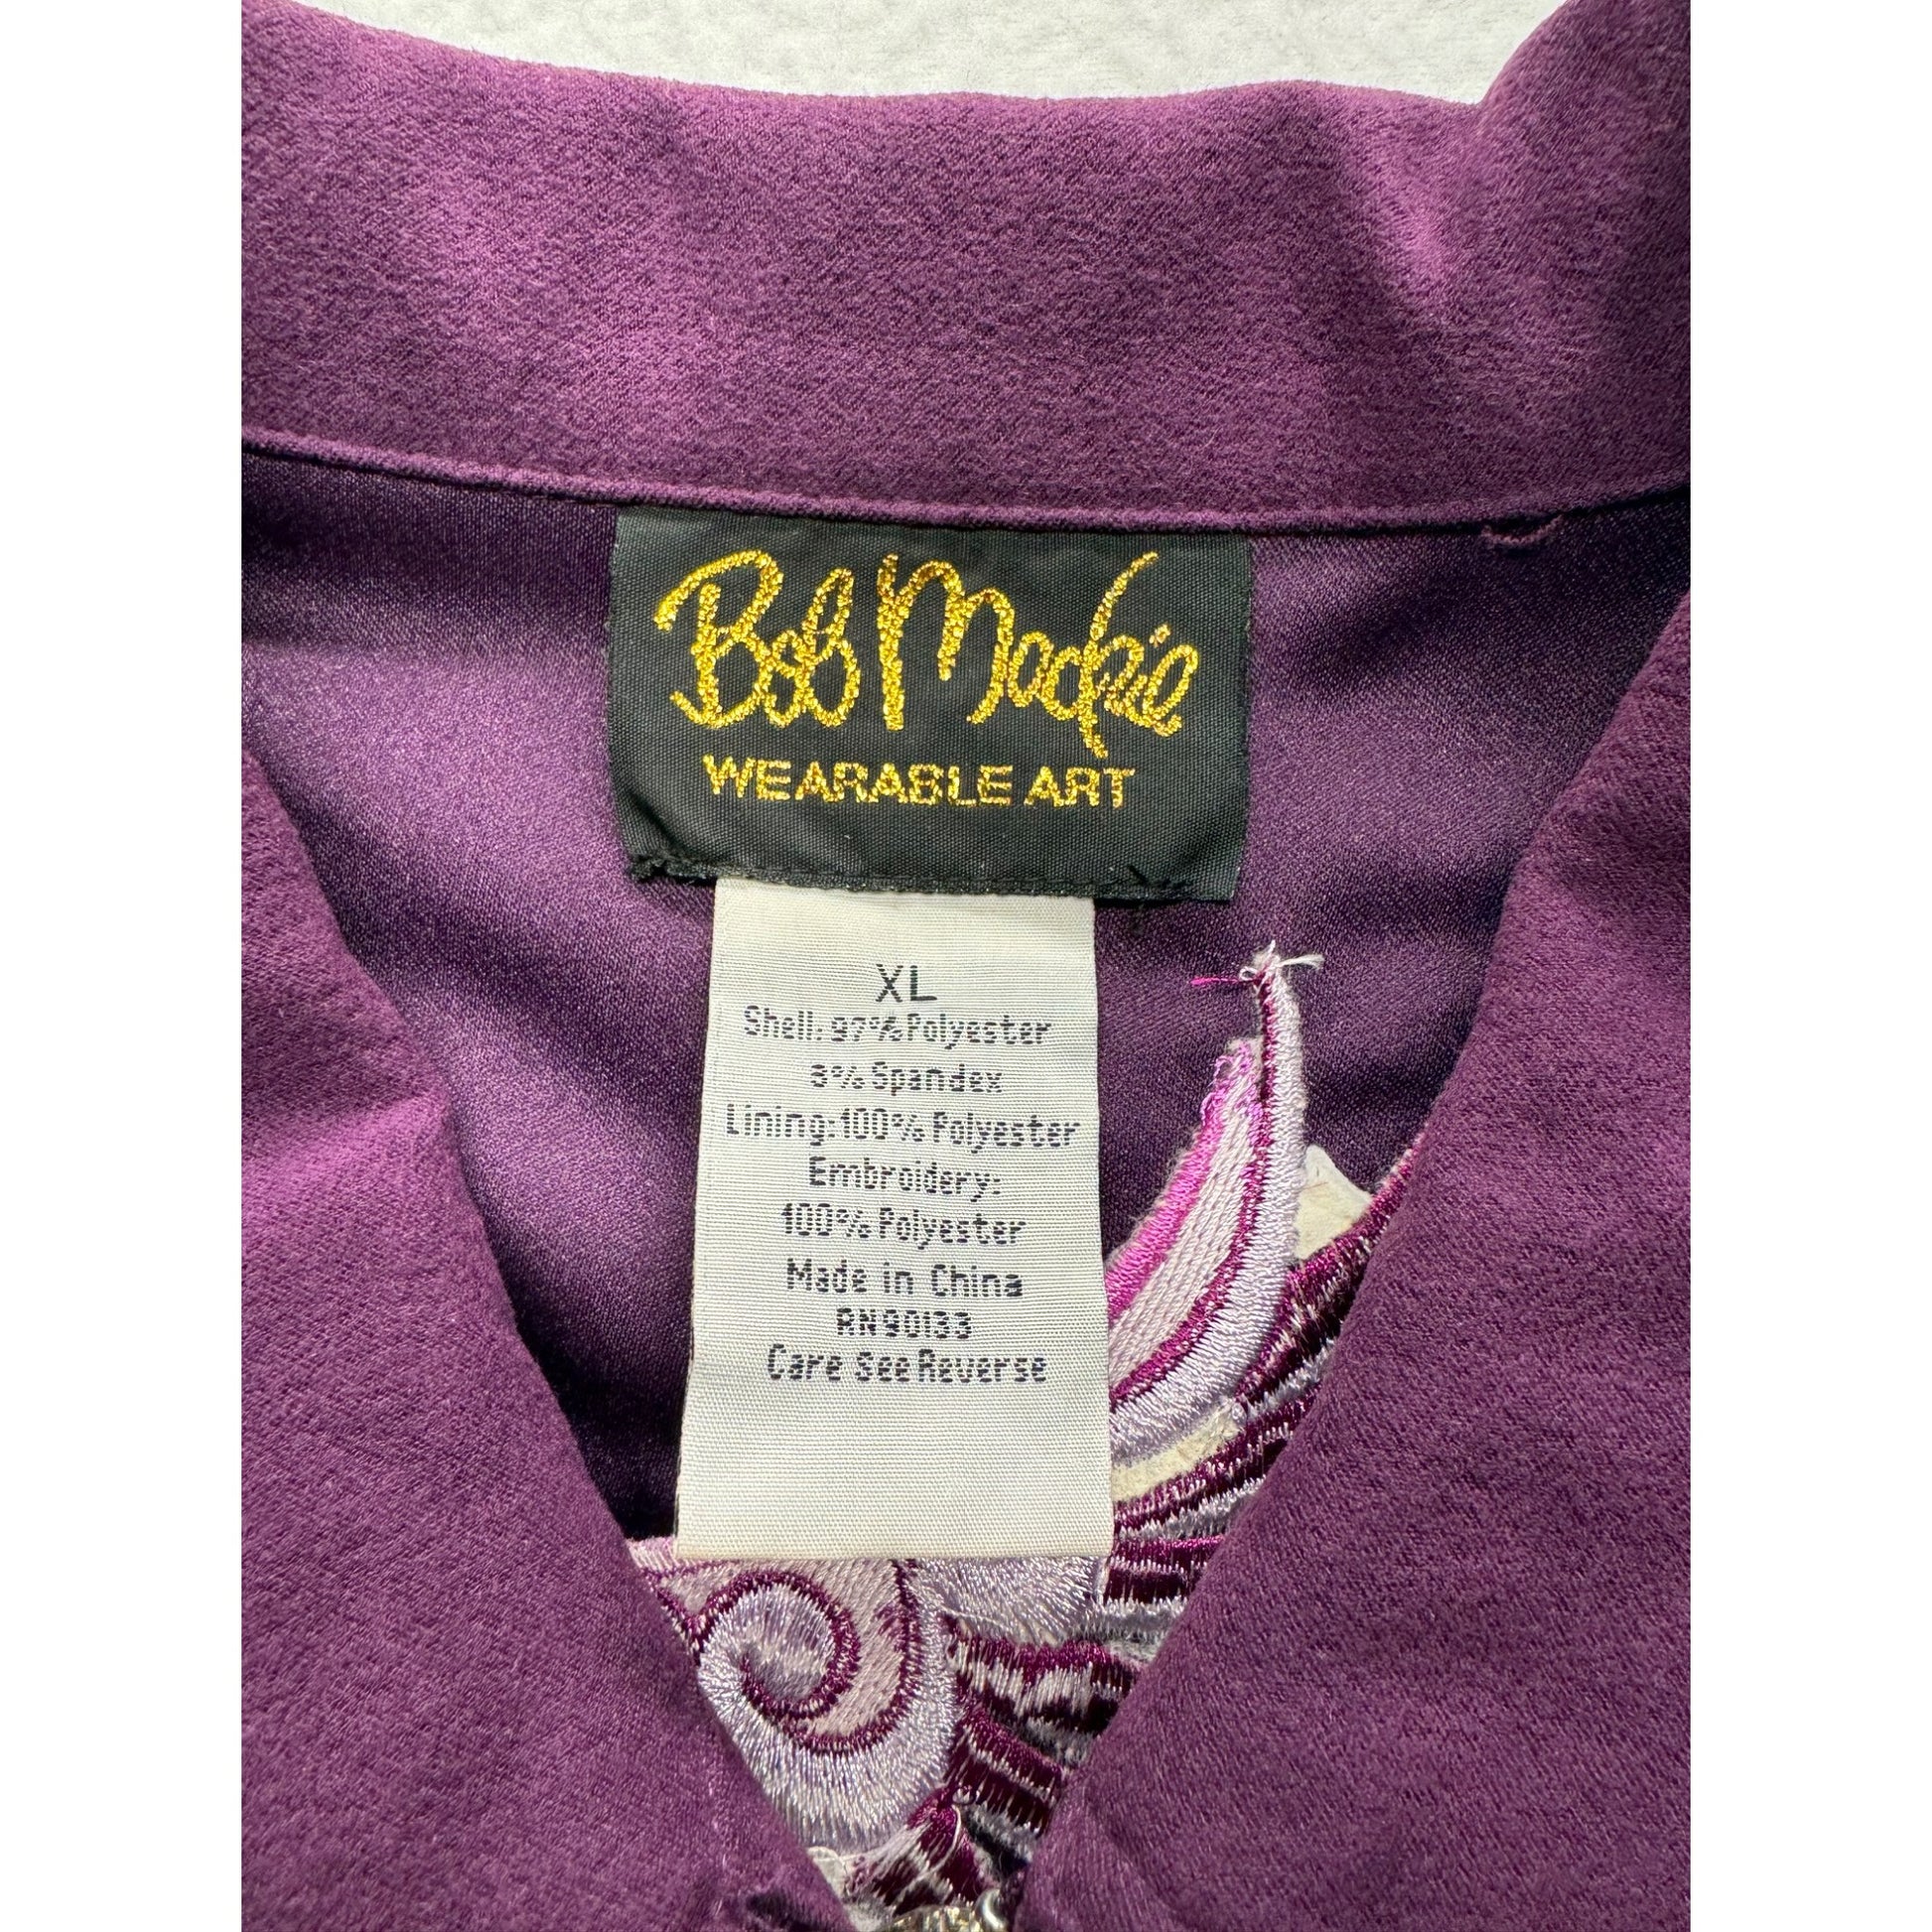 Bob Mackie
WEARABLE ART
XL
Shell: 97% Polyester
3% Spandex
Lining: 100% Polyester
Embroidery:
100% Polyester
Made in China
RN90133
Care See Reverse